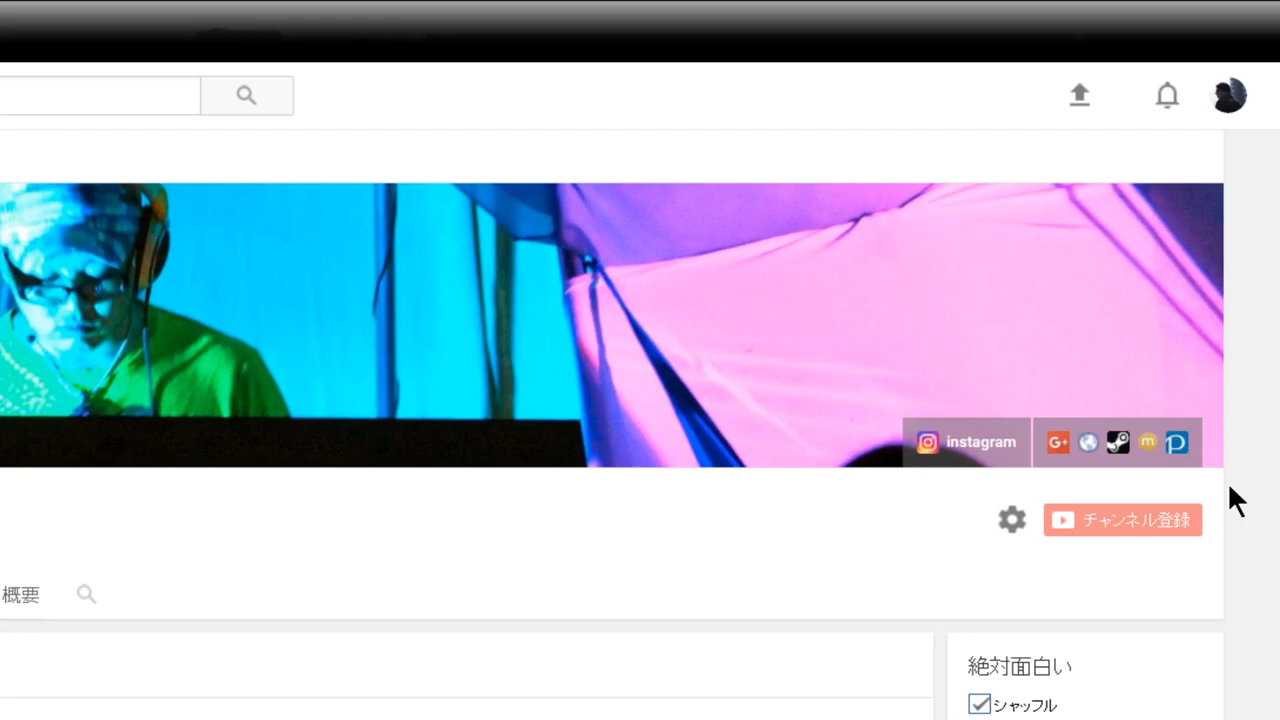 instagram
G+
m
チャンネル登録
概要
絶対面白い
シャッフル